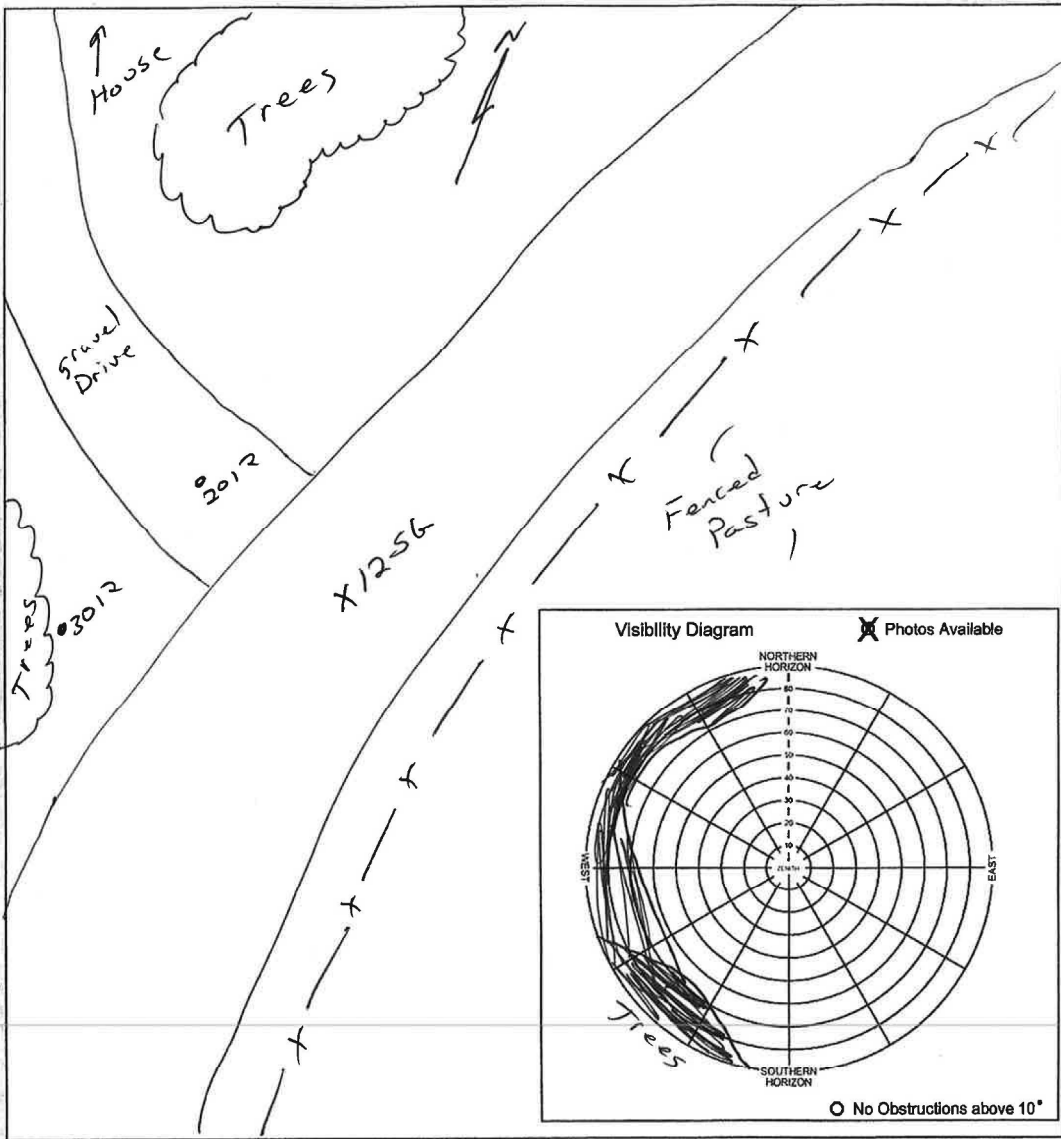 House
Trees
N
Gravel
Drive
2012
X 125G
3012
Trees
Fenced
Pasture
Visibility Diagram
Photos Available
NORTHERN
HORIZON
80
70
60
50
40
30
20
10
ZENITH
WEST
EAST
Trees
SOUTHERN
HORIZON
No Obstructions above 10°